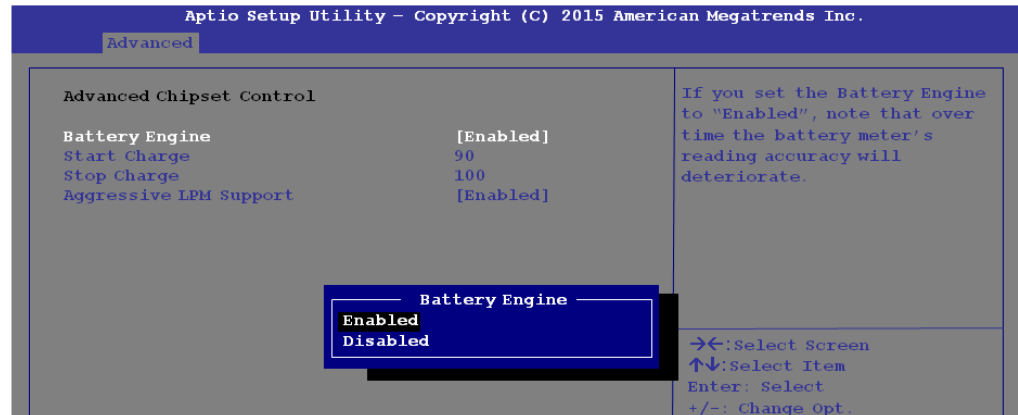 Aptio Setup Utility – Copyright (C) 2015 American Megatrends Inc.
Advanced
Advanced Chipset Control
Battery Engine [Enabled]
Start Charge 90
Stop Charge 100
Aggressive LPM Support [Enabled]
If you set the Battery Engine
to "Enabled", note that over
time the battery meter's
reading accuracy will
deteriorate.
Battery Engine
Enabled
Disabled
→←:Select Screen
↑↓:Select Item
Enter: Select
+/-: Change Opt.